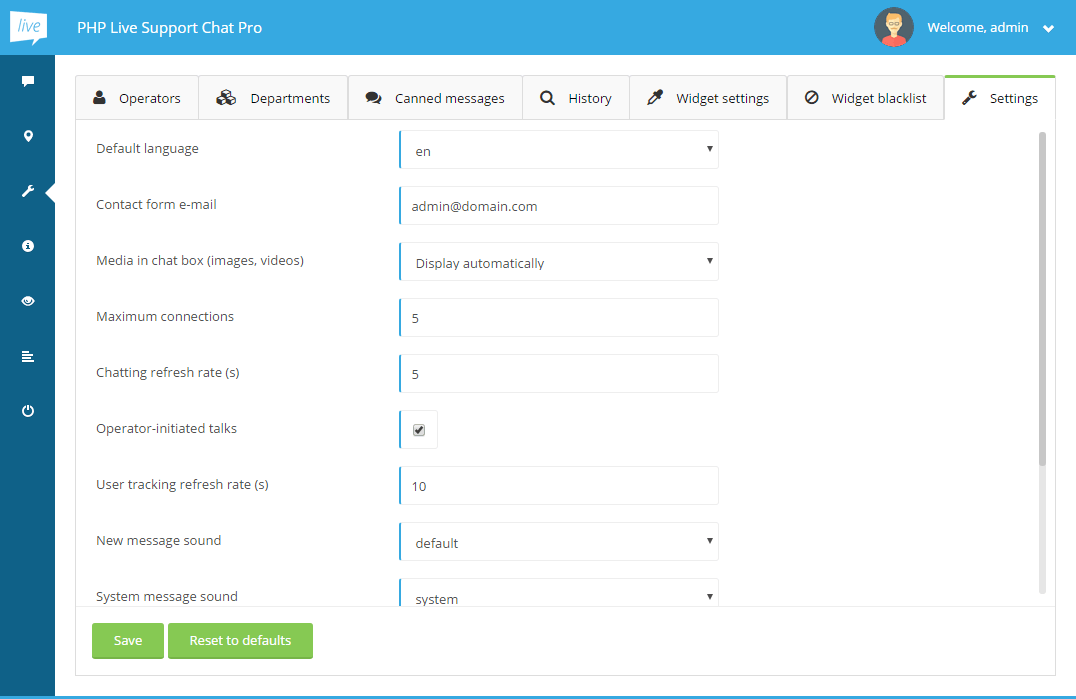 live PHP Live Support Chat Pro Welcome, admin
Operators Departments Canned messages History Widget settings Widget blacklist Settings
Default language en
Contact form e-mail admin@domain.com
Media in chat box (images, videos) Display automatically
Maximum connections 5
Chatting refresh rate (s) 5
Operator-initiated talks
User tracking refresh rate (s) 10
New message sound default
System message sound system
Save Reset to defaults